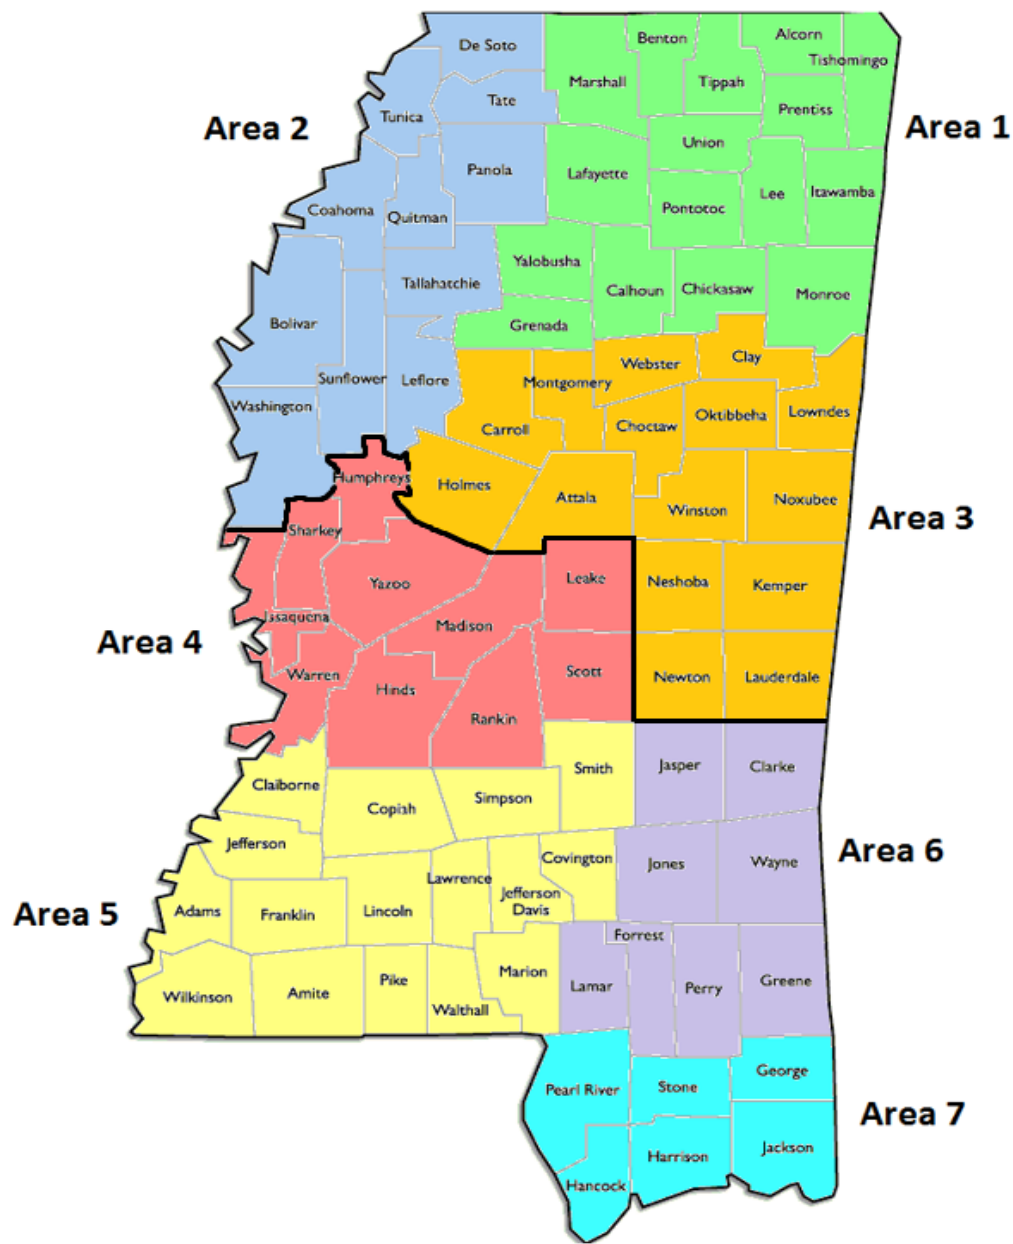 De Soto
Benton
Alcorn
Tishomingo
Marshall
Tippah
Tate
Prentiss
Tunica
Area 2
Area 1
Union
Panola
Lafayette
Lee
Itawamba
Pontotoc
Coahoma
Quitman
Yalobusha
Tallahatchie
Calhoun
Chickasaw
Monroe
Bolivar
Grenada
Clay
Webster
Sunflower
Leflore
Montgomery
Washington
Lowndes
Oktibbeha
Choctaw
Carroll
Humphreys
Holmes
Attala
Noxubee
Winston
Area 3
Sharkey
Yazoo
Leake
Neshoba
Kemper
Issaquena
Madison
Area 4
Warren
Scott
Newton
Lauderdale
Hinds
Rankin
Smith
Jasper
Clarke
Claiborne
Simpson
Copiah
Jefferson
Area 6
Covington
Jones
Wayne
Lawrence
Jefferson
Davis
Area 5
Adams
Franklin
Lincoln
Forrest
Marion
Pike
Lamar
Perry
Greene
Wilkinson
Amite
Walthall
George
Pearl River
Stone
Area 7
Jackson
Harrison
Hancock